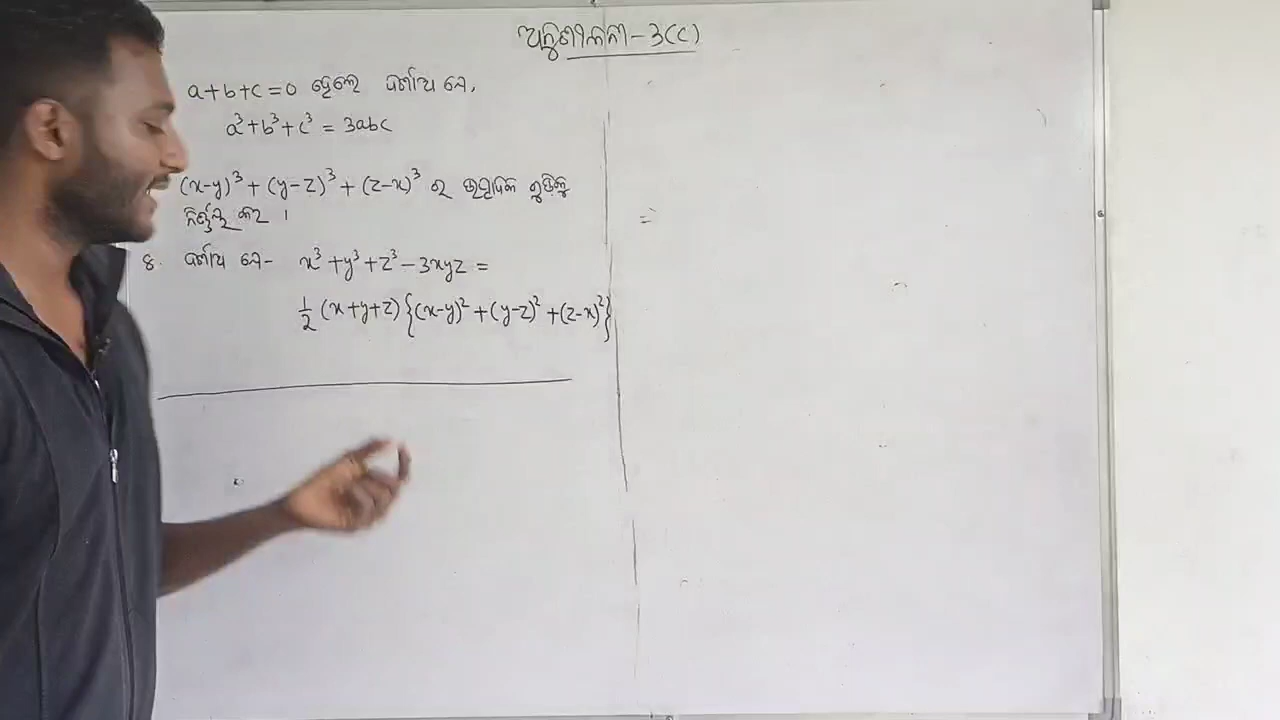 ଅନୁଶୀଳନୀ - 3(c)
a+b+c=0 ହେଲେ ଦର୍ଶାଅ ଯେ,
a³+b³+c³ = 3abc
(x-y)³ + (y-z)³ + (z-x)³ ର ଉତ୍ପାଦକ ଗୁଡ଼ିକୁ
ନିର୍ଣ୍ଣୟ କର ।
8. ଦର୍ଶାଅ ଯେ- x³+y³+z³-3xyz =
½ (x+y+z) {(x-y)² + (y-z)² + (z-x)²}
=